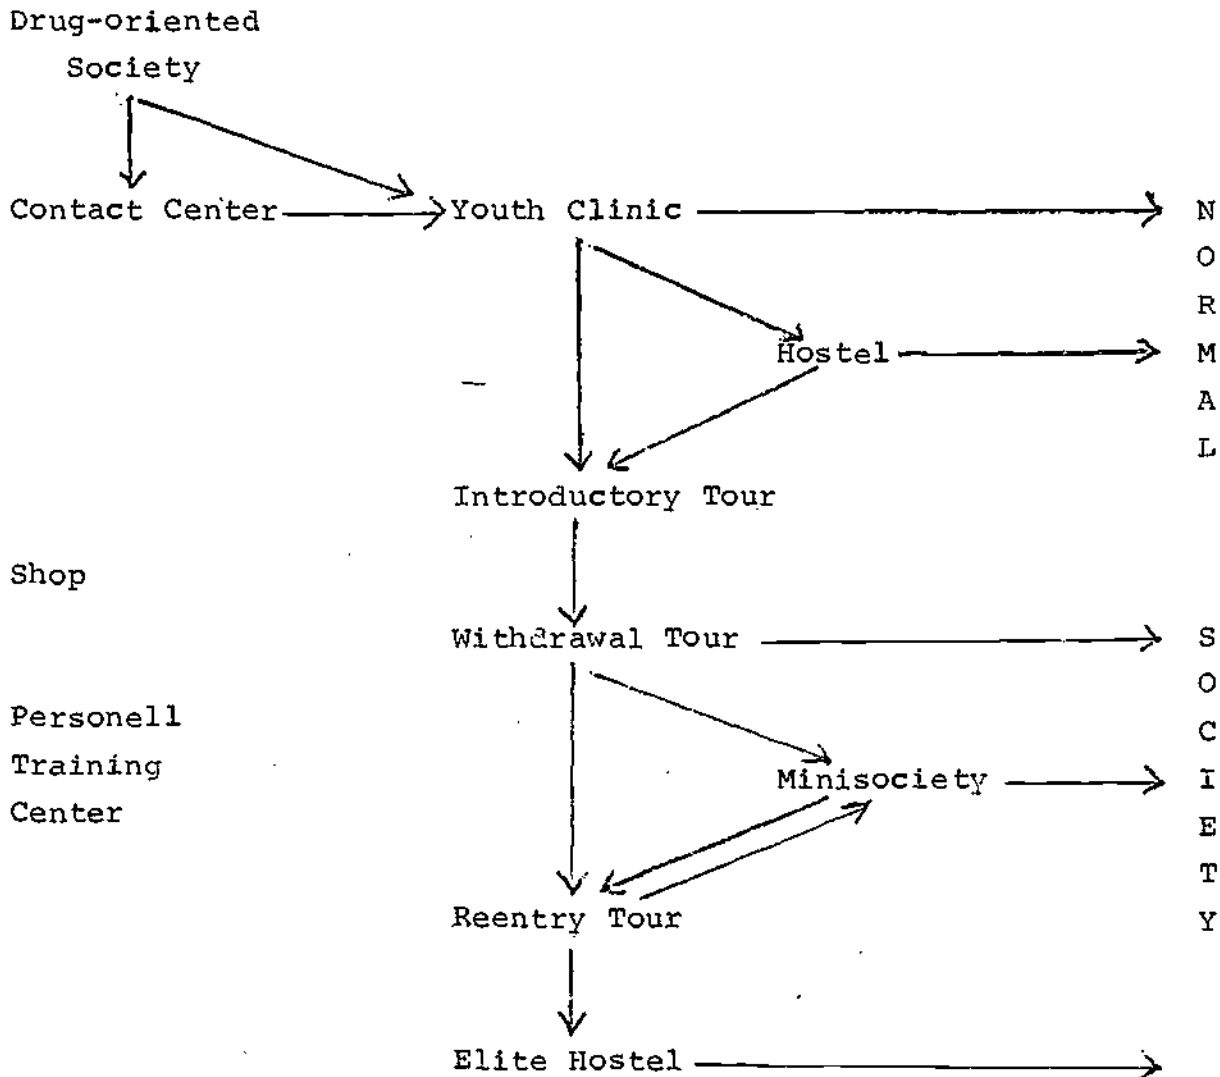 Drug-oriented
Society
Contact Center
Youth Clinic
Hostel
Introductory Tour
Shop
Withdrawal Tour
Personell
Training
Center
Minisociety
Reentry Tour
Elite Hostel
N
O
R
M
A
L
S
O
C
I
E
T
Y